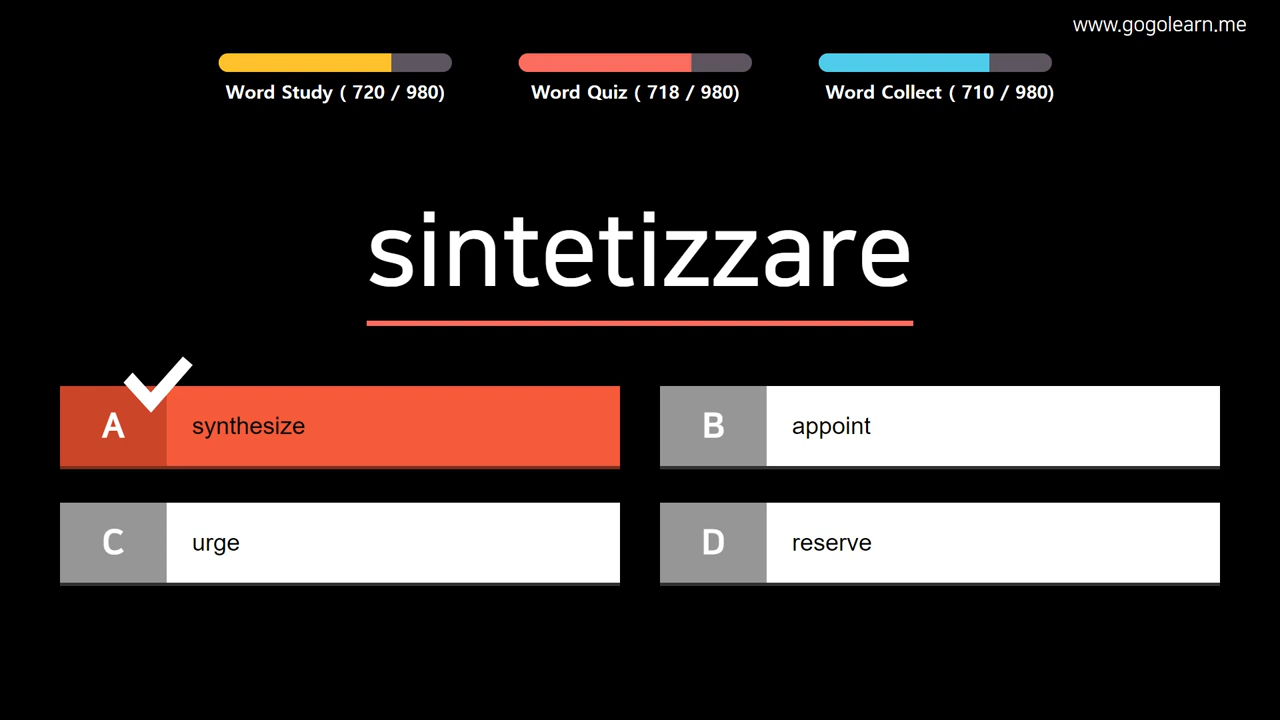 www.gogolearn.me
Word Study ( 720 / 980)
Word Quiz ( 718 / 980)
Word Collect ( 710 / 980)
sintetizzare
A synthesize
B appoint
C urge
D reserve